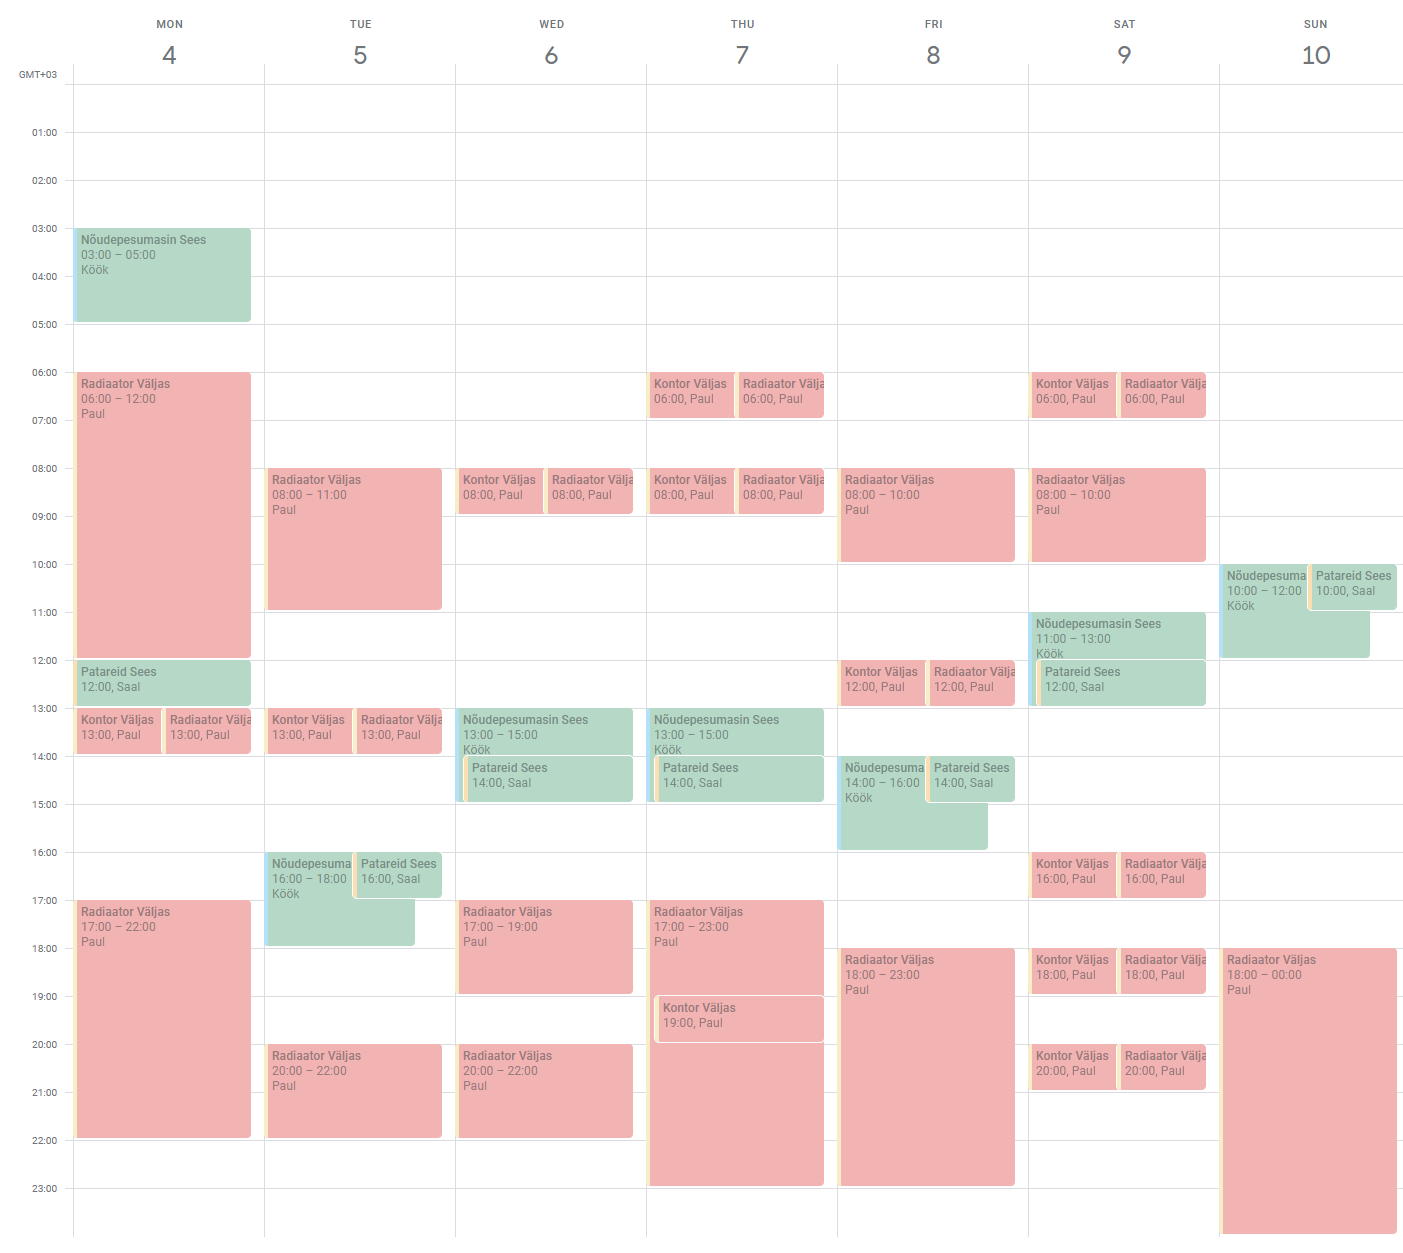 MON
4
TUE
5
WED
6
THU
7
FRI
8
SAT
9
SUN
10
GMT+03
01:00
02:00
03:00
04:00
05:00
06:00
07:00
08:00
09:00
10:00
11:00
12:00
13:00
14:00
15:00
16:00
17:00
18:00
19:00
20:00
21:00
22:00
23:00
Nõudepesumasin Sees
03:00 – 05:00
Köök
Radiaator Väljas
06:00 – 12:00
Paul
Patareid Sees
12:00, Saal
Kontor Väljas
13:00, Paul
Radiaator Välja
13:00, Paul
Radiaator Väljas
17:00 – 22:00
Paul
Radiaator Väljas
08:00 – 11:00
Paul
Kontor Väljas
13:00, Paul
Radiaator Välja
13:00, Paul
Nõudepesuma
16:00 – 18:00
Köök
Patareid Sees
16:00, Saal
Radiaator Väljas
20:00 – 22:00
Paul
Kontor Väljas
08:00, Paul
Radiaator Välja
08:00, Paul
Nõudepesumasin Sees
13:00 – 15:00
Köök
Patareid Sees
14:00, Saal
Radiaator Väljas
17:00 – 19:00
Paul
Radiaator Väljas
20:00 – 22:00
Paul
Kontor Väljas
06:00, Paul
Radiaator Välja
06:00, Paul
Kontor Väljas
08:00, Paul
Radiaator Välja
08:00, Paul
Nõudepesumasin Sees
13:00 – 15:00
Köök
Patareid Sees
14:00, Saal
Radiaator Väljas
17:00 – 23:00
Paul
Kontor Väljas
19:00, Paul
Radiaator Väljas
08:00 – 10:00
Paul
Kontor Väljas
12:00, Paul
Radiaator Välja
12:00, Paul
Nõudepesuma
14:00 – 16:00
Köök
Patareid Sees
14:00, Saal
Radiaator Väljas
18:00 – 23:00
Paul
Kontor Väljas
06:00, Paul
Radiaator Välja
06:00, Paul
Radiaator Väljas
08:00 – 10:00
Paul
Nõudepesumasin Sees
11:00 – 13:00
Köök
Patareid Sees
12:00, Saal
Kontor Väljas
16:00, Paul
Radiaator Välja
16:00, Paul
Kontor Väljas
18:00, Paul
Radiaator Välja
18:00, Paul
Kontor Väljas
20:00, Paul
Radiaator Välja
20:00, Paul
Nõudepesuma
10:00 – 12:00
Köök
Patareid Sees
10:00, Saal
Radiaator Väljas
18:00 – 00:00
Paul